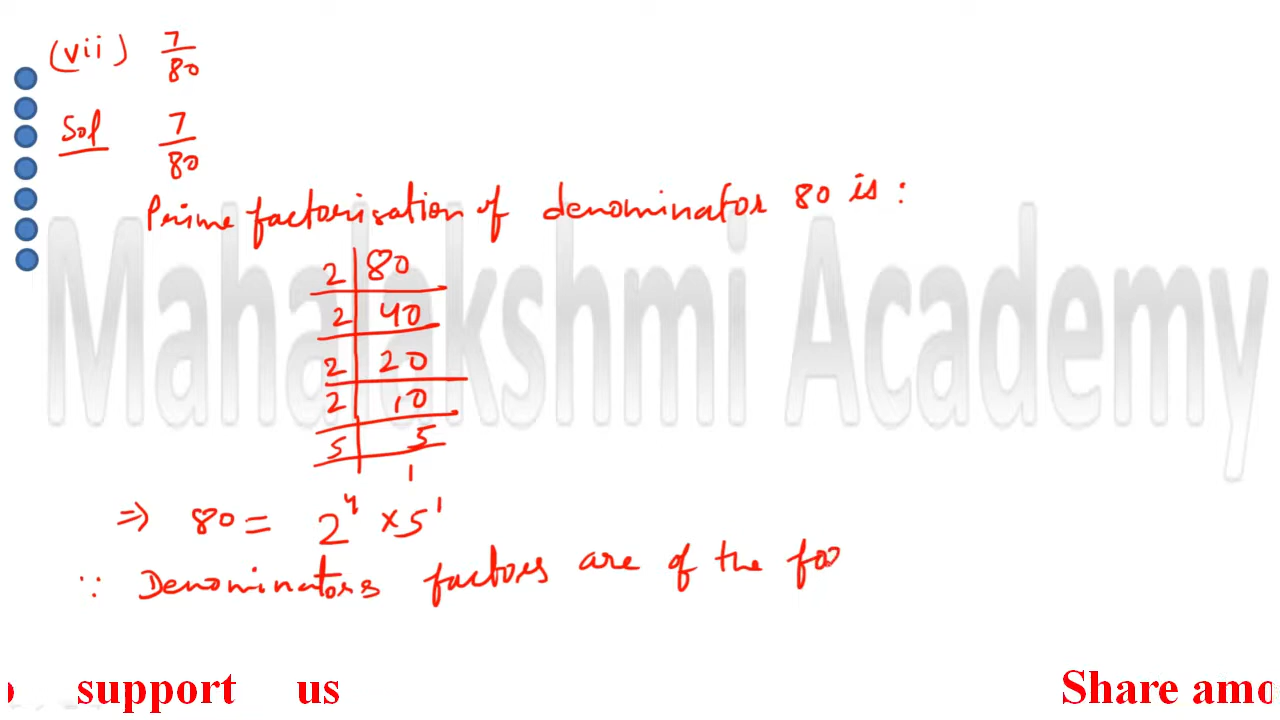 (vii) 7/80
Sol 7/80
Prime factorisation of denominator 80 is :
2 | 80
2 | 40
2 | 20
2 | 10
5 | 5
1
⇒ 80 = 2⁴ × 5¹
∵ Denominators factors are of the for
Mahalakshmi Academy
support us Share amo